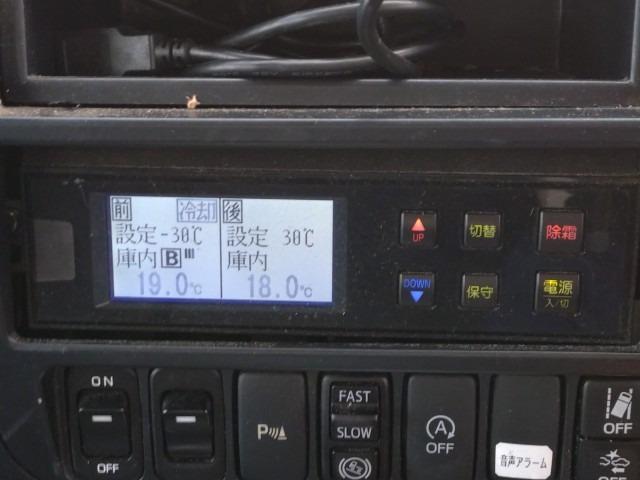 前 冷却 後
設定 -30℃ 設定 30℃
庫内 B 庫内
19.0℃ 18.0℃
UP 切替 除霜
DOWN 保守 電源
入/切
ON
OFF
P
FAST
SLOW
A
OFF
音声アラーム
OFF
OFF